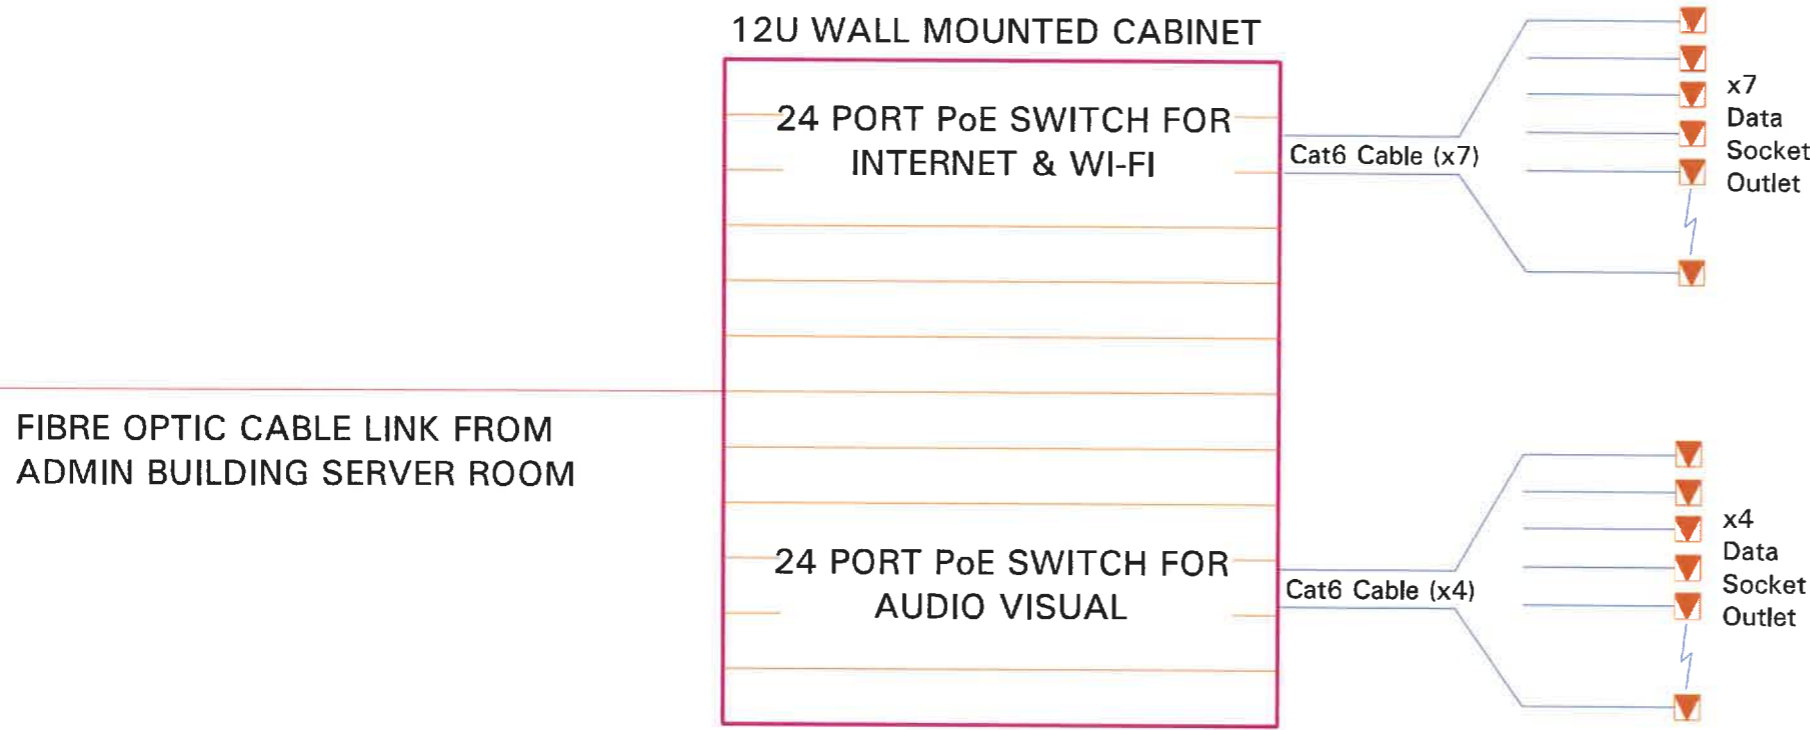 12U WALL MOUNTED CABINET
24 PORT PoE SWITCH FOR
INTERNET & WI-FI
Cat6 Cable (x7)
x7
Data
Socket
Outlet
FIBRE OPTIC CABLE LINK FROM
ADMIN BUILDING SERVER ROOM
24 PORT PoE SWITCH FOR
AUDIO VISUAL
Cat6 Cable (x4)
x4
Data
Socket
Outlet